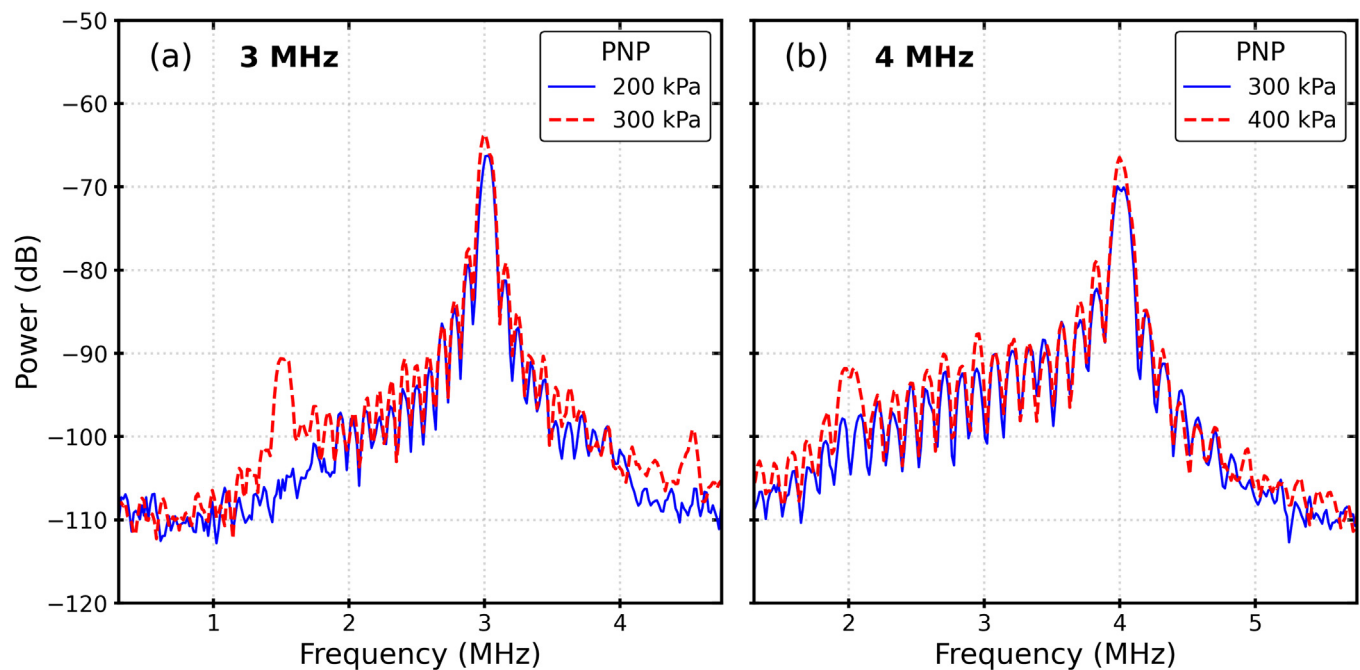 −50
−60
−70
−80
−90
−100
−110
−120
Power (dB)
(a) 3 MHz
PNP
200 kPa
300 kPa
1 2 3 4
Frequency (MHz)
(b) 4 MHz
PNP
300 kPa
400 kPa
2 3 4 5
Frequency (MHz)